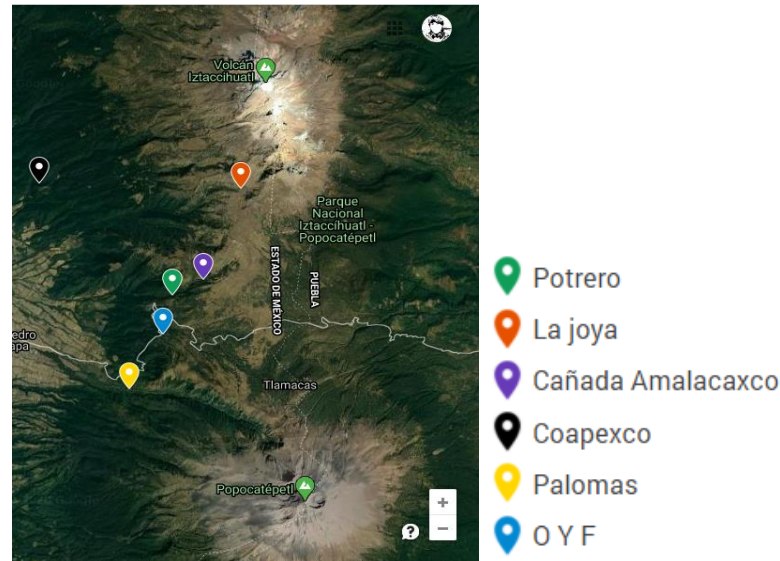 Volcán
Iztaccihuatl
Parque
Nacional
Iztaccíhuatl -
Popocatépetl
ESTADO DE MÉXICO
PUEBLA
edro
apa
Tlamacas
Popocatépetl
+
?
−
Potrero
La joya
Cañada Amalacaxco
Coapexco
Palomas
O Y F